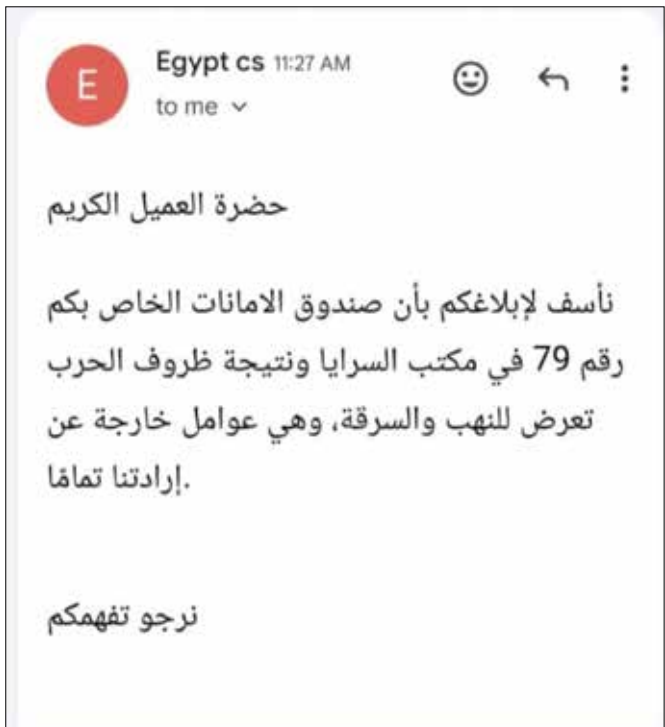 E
Egypt cs 11:27 AM
to me
حضرة العميل الكريم
نأسف لإبلاغكم بأن صندوق الامانات الخاص بكم
رقم 79 في مكتب السرايا ونتيجة ظروف الحرب
تعرض للنهب والسرقة، وهي عوامل خارجة عن
إرادتنا تمامًا.
نرجو تفهمكم